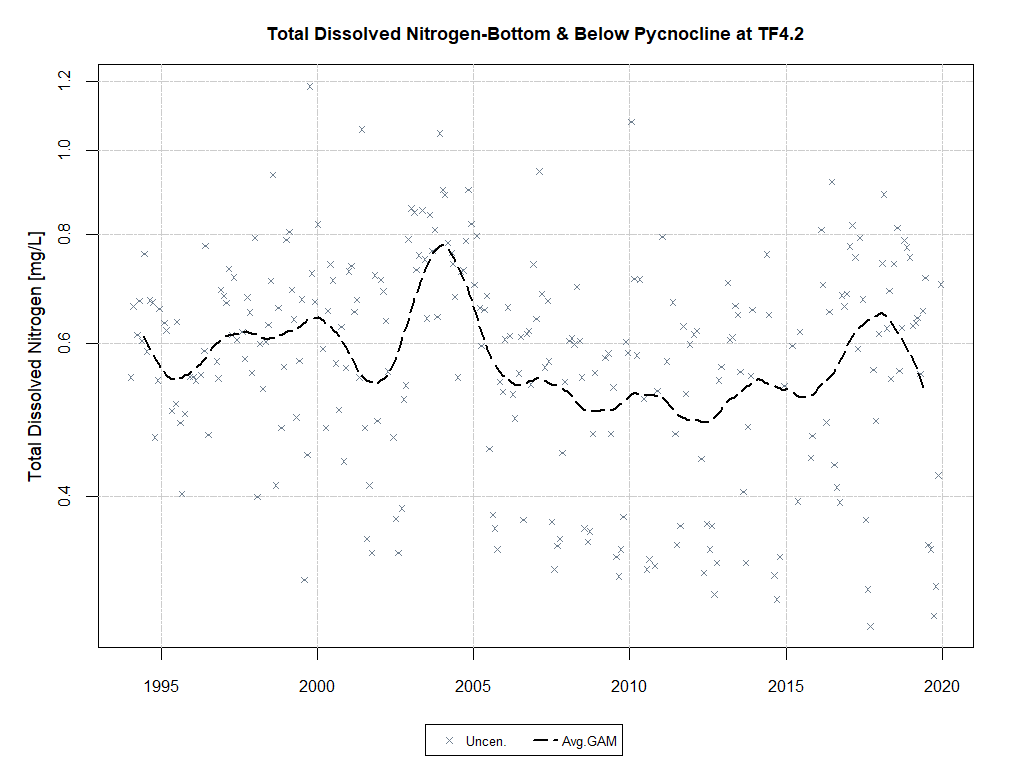 Total Dissolved Nitrogen-Bottom & Below Pycnocline at TF4.2
Total Dissolved Nitrogen [mg/L]
1.2
1.0
0.8
0.6
0.4
1995 2000 2005 2010 2015 2020
Uncen. Avg.GAM